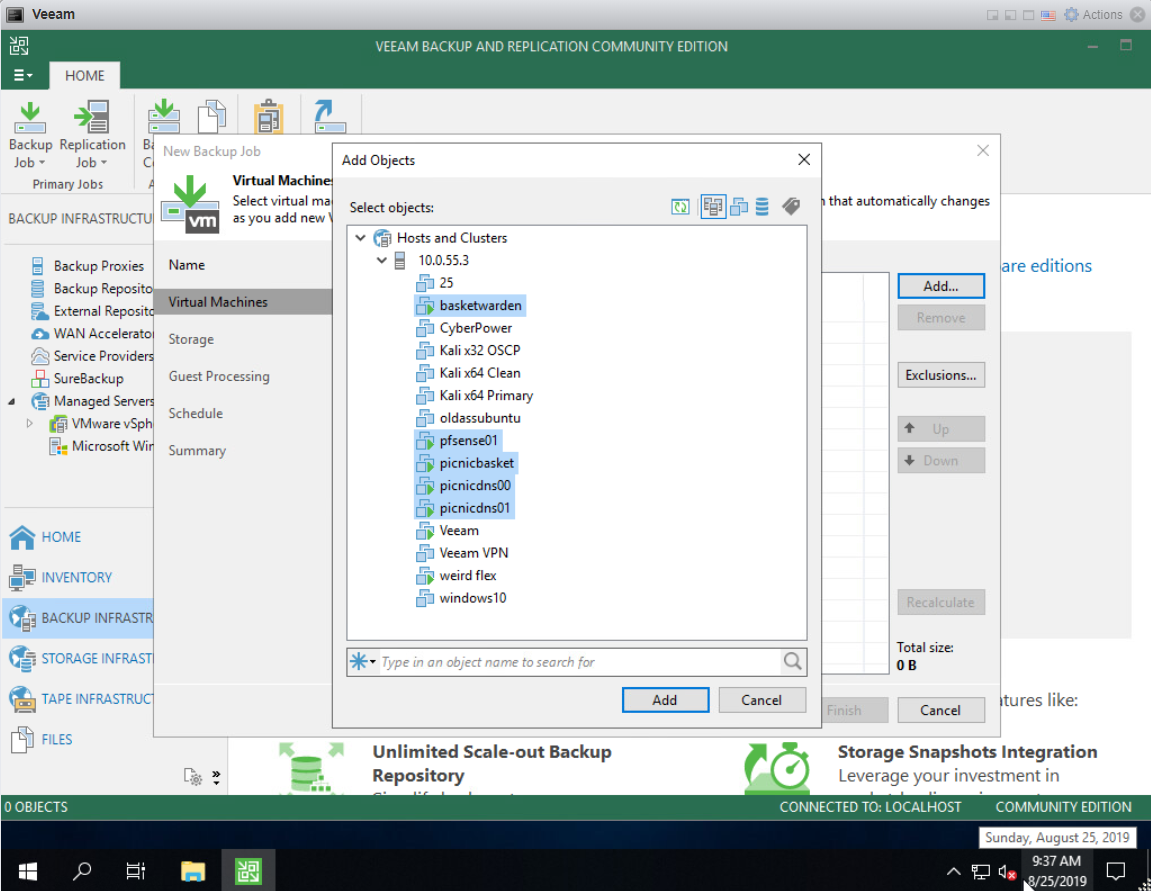 Veeam
Actions
VEEAM BACKUP AND REPLICATION COMMUNITY EDITION
HOME
Backup
Job
Replication
Job
Primary Jobs
New Backup Job
Virtual Machines
Select virtual ma
as you add new V
n that automatically changes
Add Objects
Select objects:
Hosts and Clusters
10.0.55.3
25
basketwarden
CyberPower
Kali x32 OSCP
Kali x64 Clean
Kali x64 Primary
oldassubuntu
pfsense01
picnicbasket
picnicdns00
picnicdns01
Veeam
Veeam VPN
weird flex
windows10
Type in an object name to search for
Add
Cancel
Name
Virtual Machines
Storage
Guest Processing
Schedule
Summary
Add...
Remove
Exclusions...
Up
Down
Recalculate
Total size:
0 B
Finish
Cancel
BACKUP INFRASTRUCTU
Backup Proxies
Backup Reposito
External Reposito
WAN Accelerator
Service Providers
SureBackup
Managed Servers
VMware vSph
Microsoft Win
HOME
INVENTORY
BACKUP INFRASTR
STORAGE INFRAST
TAPE INFRASTRUCT
FILES
are editions
atures like:
Unlimited Scale-out Backup
Repository
Storage Snapshots Integration
Leverage your investment in
0 OBJECTS
CONNECTED TO: LOCALHOST
COMMUNITY EDITION
Sunday, August 25, 2019
9:37 AM
8/25/2019